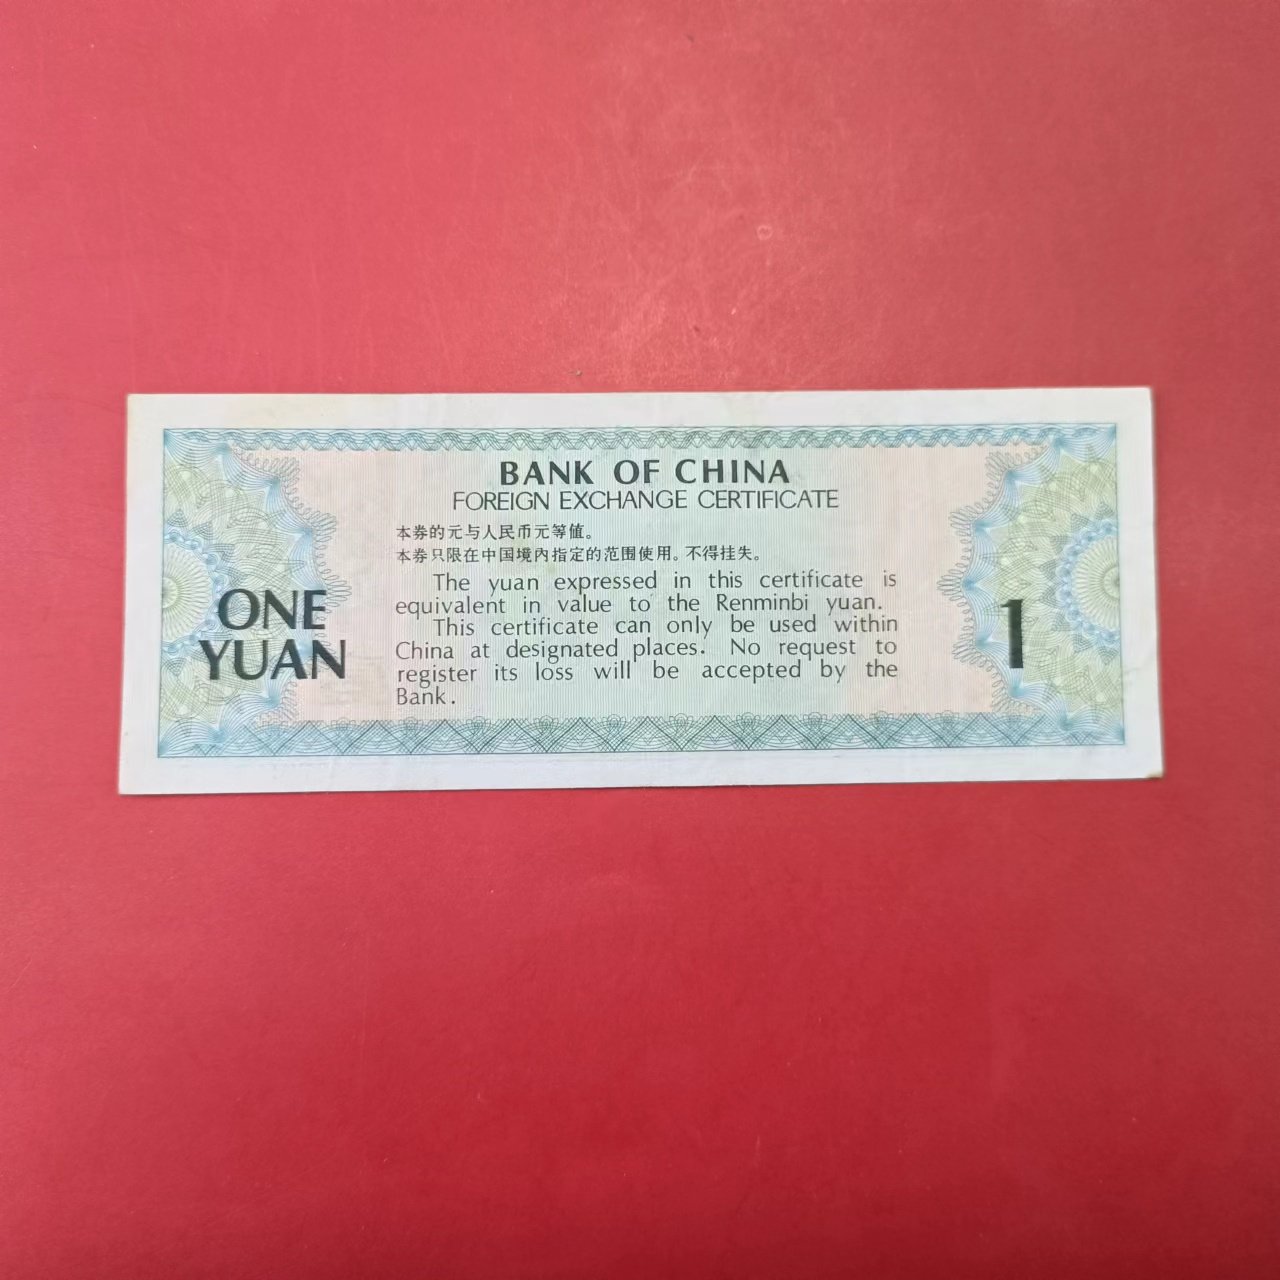 BANK OF CHINA
FOREIGN EXCHANGE CERTIFICATE
本券的元与人民币元等值。
本券只限在中国境内指定的范围使用。不得挂失。
The yuan expressed in this certificate is
equivalent in value to the Renminbi yuan.
This certificate can only be used within
China at designated places. No request to
register its loss will be accepted by the
Bank.
ONE
YUAN
1